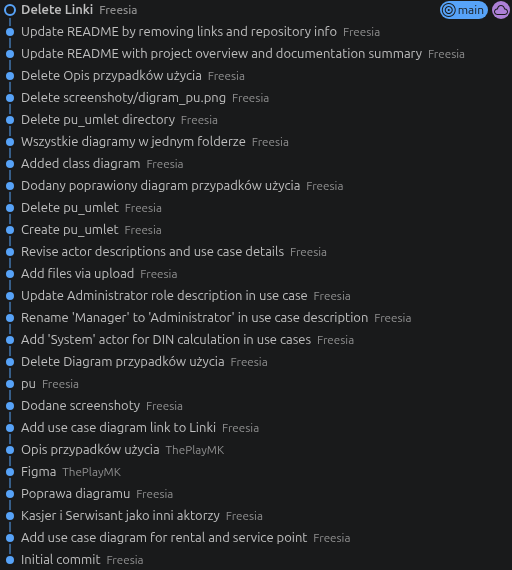 Delete Linki Freesia main
Update README by removing links and repository info Freesia
Update README with project overview and documentation summary Freesia
Delete Opis przypadków użycia Freesia
Delete screenshoty/digram_pu.png Freesia
Delete pu_umlet directory Freesia
Wszystkie diagramy w jednym folderze Freesia
Added class diagram Freesia
Dodany poprawiony diagram przypadków użycia Freesia
Delete pu_umlet Freesia
Create pu_umlet Freesia
Revise actor descriptions and use case details Freesia
Add files via upload Freesia
Update Administrator role description in use case Freesia
Rename 'Manager' to 'Administrator' in use case description Freesia
Add 'System' actor for DIN calculation in use cases Freesia
Delete Diagram przypadków użycia Freesia
pu Freesia
Dodane screenshoty Freesia
Add use case diagram link to Linki Freesia
Opis przypadków użycia ThePlayMK
Figma ThePlayMK
Poprawa diagramu Freesia
Kasjer i Serwisant jako inni aktorzy Freesia
Add use case diagram for rental and service point Freesia
Initial commit Freesia